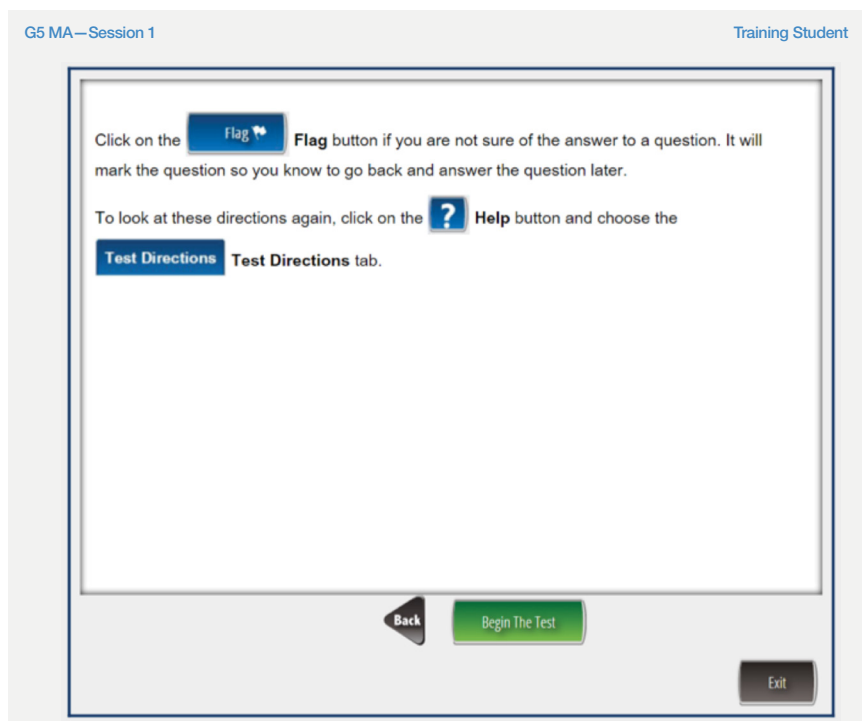 G5 MA—Session 1 Training Student
Click on the Flag Flag button if you are not sure of the answer to a question. It will
mark the question so you know to go back and answer the question later.
To look at these directions again, click on the ? Help button and choose the
Test Directions Test Directions tab.
Back Begin The Test
Exit